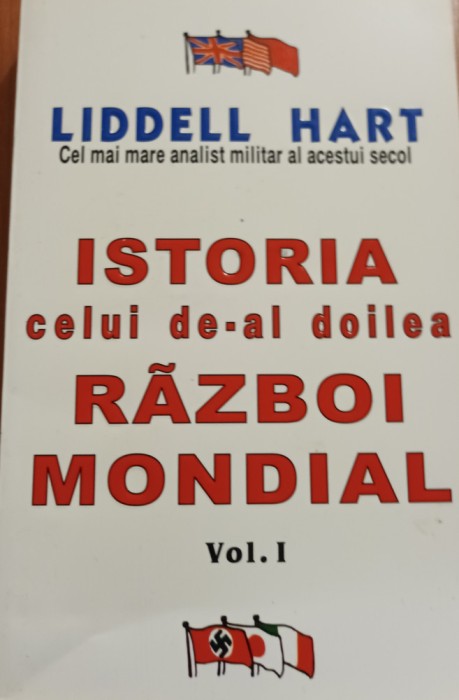 LIDDELL HART
Cel mai mare analist militar al acestui secol
ISTORIA
celui de-al doilea
RÃZBOI
MONDIAL
Vol. I